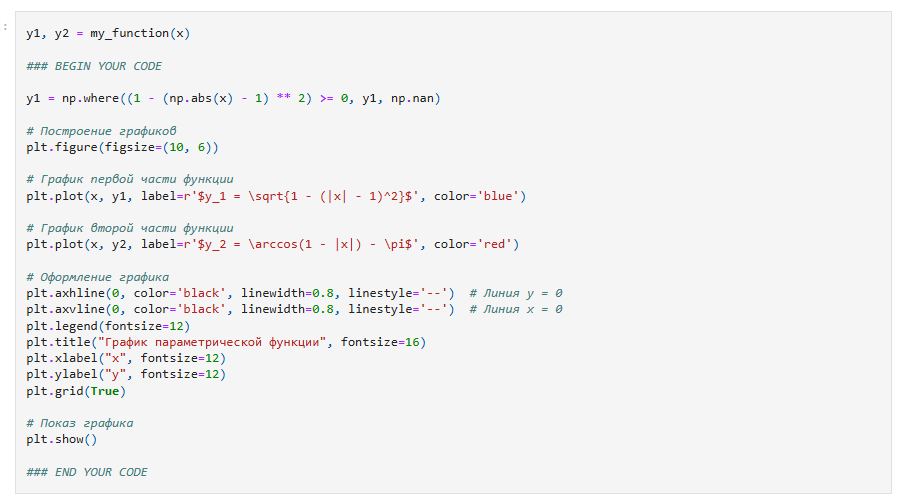 :
y1, y2 = my_function(x)
### BEGIN YOUR CODE
y1 = np.where((1 - (np.abs(x) - 1) ** 2) >= 0, y1, np.nan)
# Построение графиков
plt.figure(figsize=(10, 6))
# График первой части функции
plt.plot(x, y1, label=r'$y_1 = \sqrt{1 - (|x| - 1)^2}$', color='blue')
# График второй части функции
plt.plot(x, y2, label=r'$y_2 = \arccos(1 - |x|) - \pi$', color='red')
# Оформление графика
plt.axhline(0, color='black', linewidth=0.8, linestyle='--')  # Линия y = 0
plt.axvline(0, color='black', linewidth=0.8, linestyle='--')  # Линия x = 0
plt.legend(fontsize=12)
plt.title("График параметрической функции", fontsize=16)
plt.xlabel("x", fontsize=12)
plt.ylabel("y", fontsize=12)
plt.grid(True)
# Показ графика
plt.show()
### END YOUR CODE